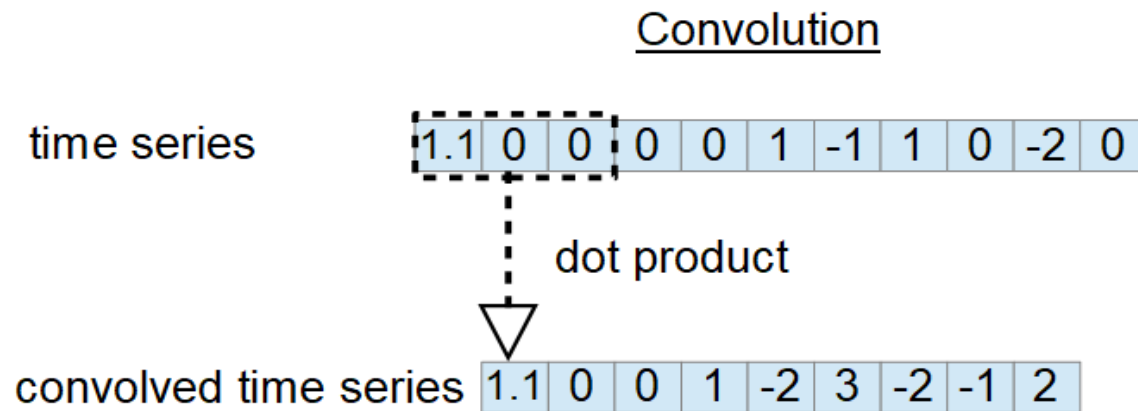 Convolution
time series 1.1 0 0 0 0 1 -1 1 0 -2 0
dot product
convolved time series 1.1 0 0 1 -2 3 -2 -1 2